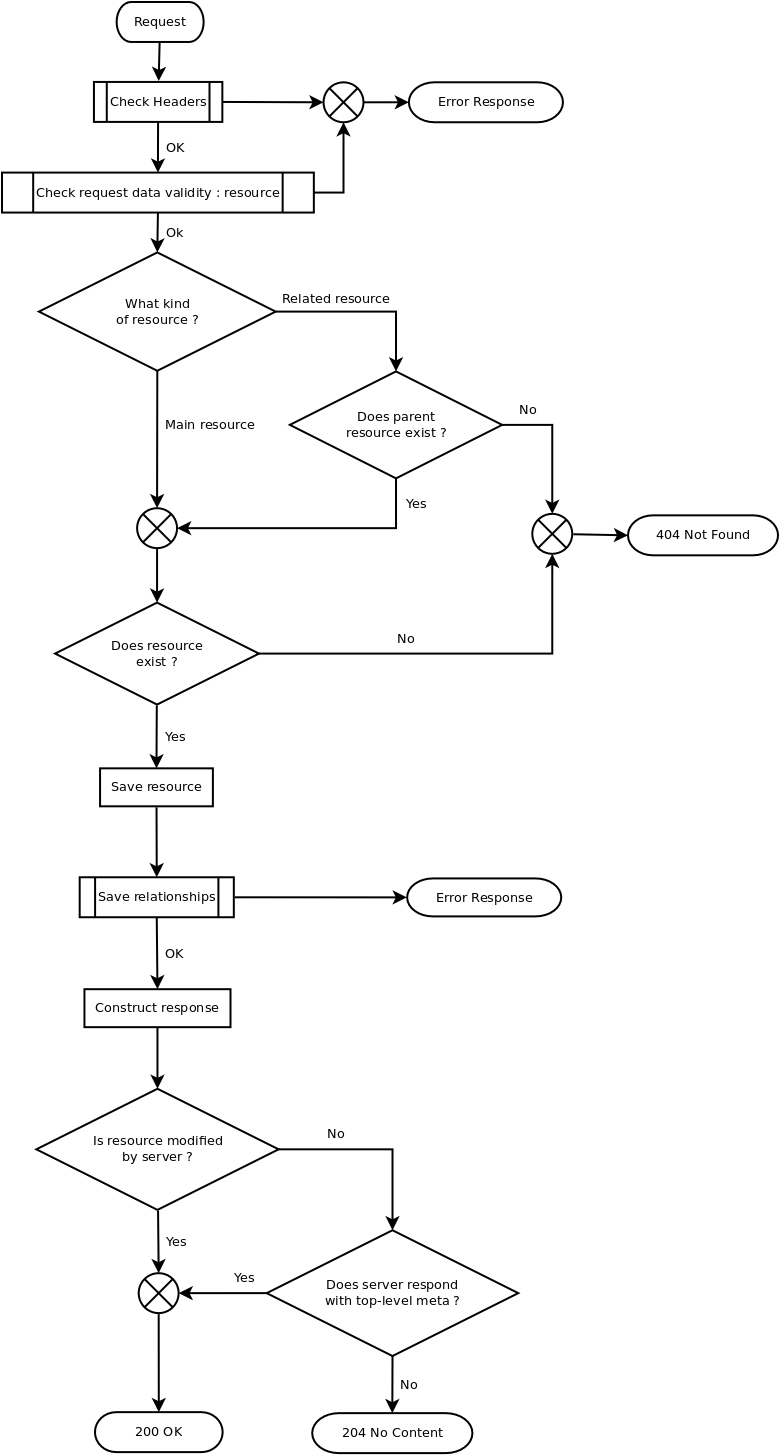 Request
Check Headers
Error Response
OK
Check request data validity : resource
Ok
What kind
of resource ?
Related resource
Does parent
resource exist ?
No
Main resource
Yes
404 Not Found
Does resource
exist ?
No
Yes
Save resource
Save relationships
Error Response
OK
Construct response
Is resource modified
by server ?
No
Yes
Yes
Does server respond
with top-level meta ?
No
200 OK
204 No Content